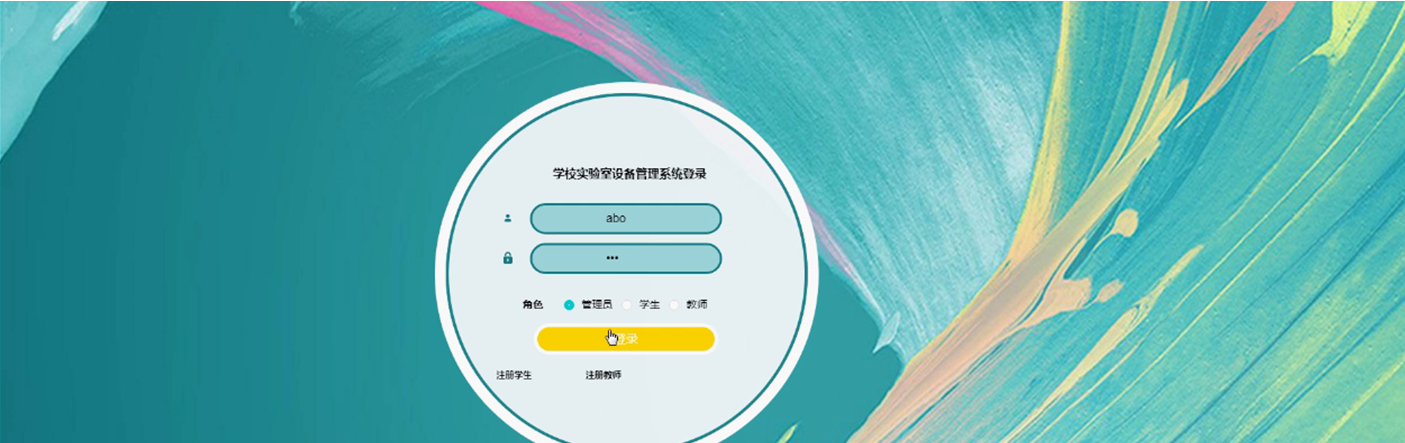 学校实验室设备管理系统登录
abo
•••
角色 管理员 学生 教师
登录
注册学生 注册教师